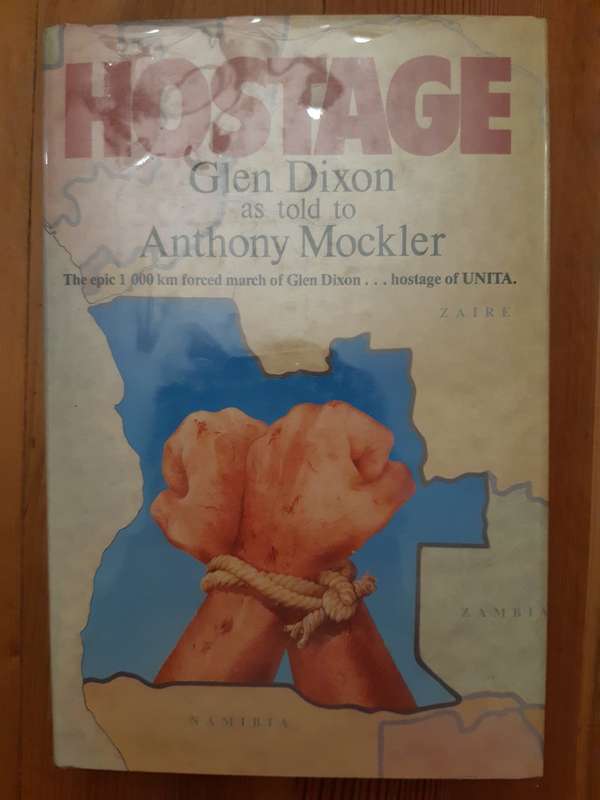 HOSTAGE
Glen Dixon
as told to
Anthony Mockler
The epic 1 000 km forced march of Glen Dixon . . . hostage of UNITA.
ZAIRE
ZAMBIA
NAMIBIA